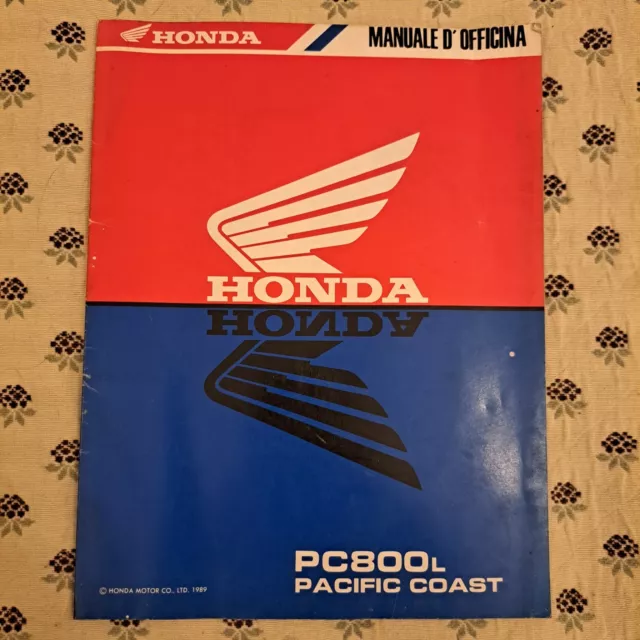 HONDA
MANUALE D' OFFICINA
HONDA
HONDA
PC800L
PACIFIC COAST
© HONDA MOTOR CO., LTD. 1989